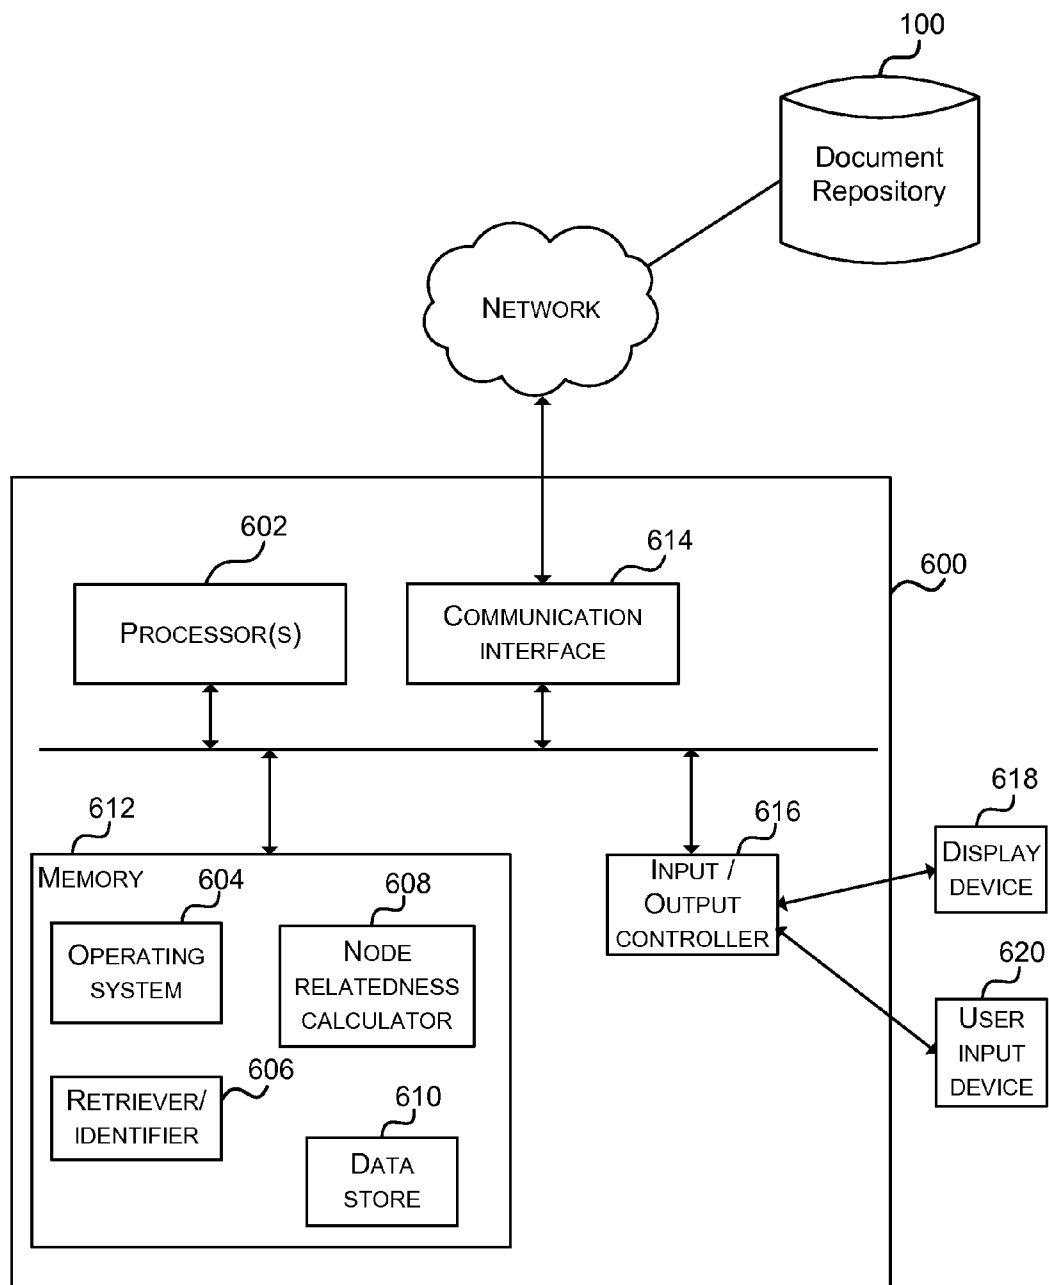 100
Document
Repository
NETWORK
602
614
600
PROCESSOR(S)
COMMUNICATION
INTERFACE
612
616
618
MEMORY
604
608
OPERATING
SYSTEM
NODE
RELATEDNESS
CALCULATOR
INPUT /
OUTPUT
CONTROLLER
DISPLAY
DEVICE
606
RETRIEVER/
IDENTIFIER
610
DATA
STORE
620
USER
INPUT
DEVICE